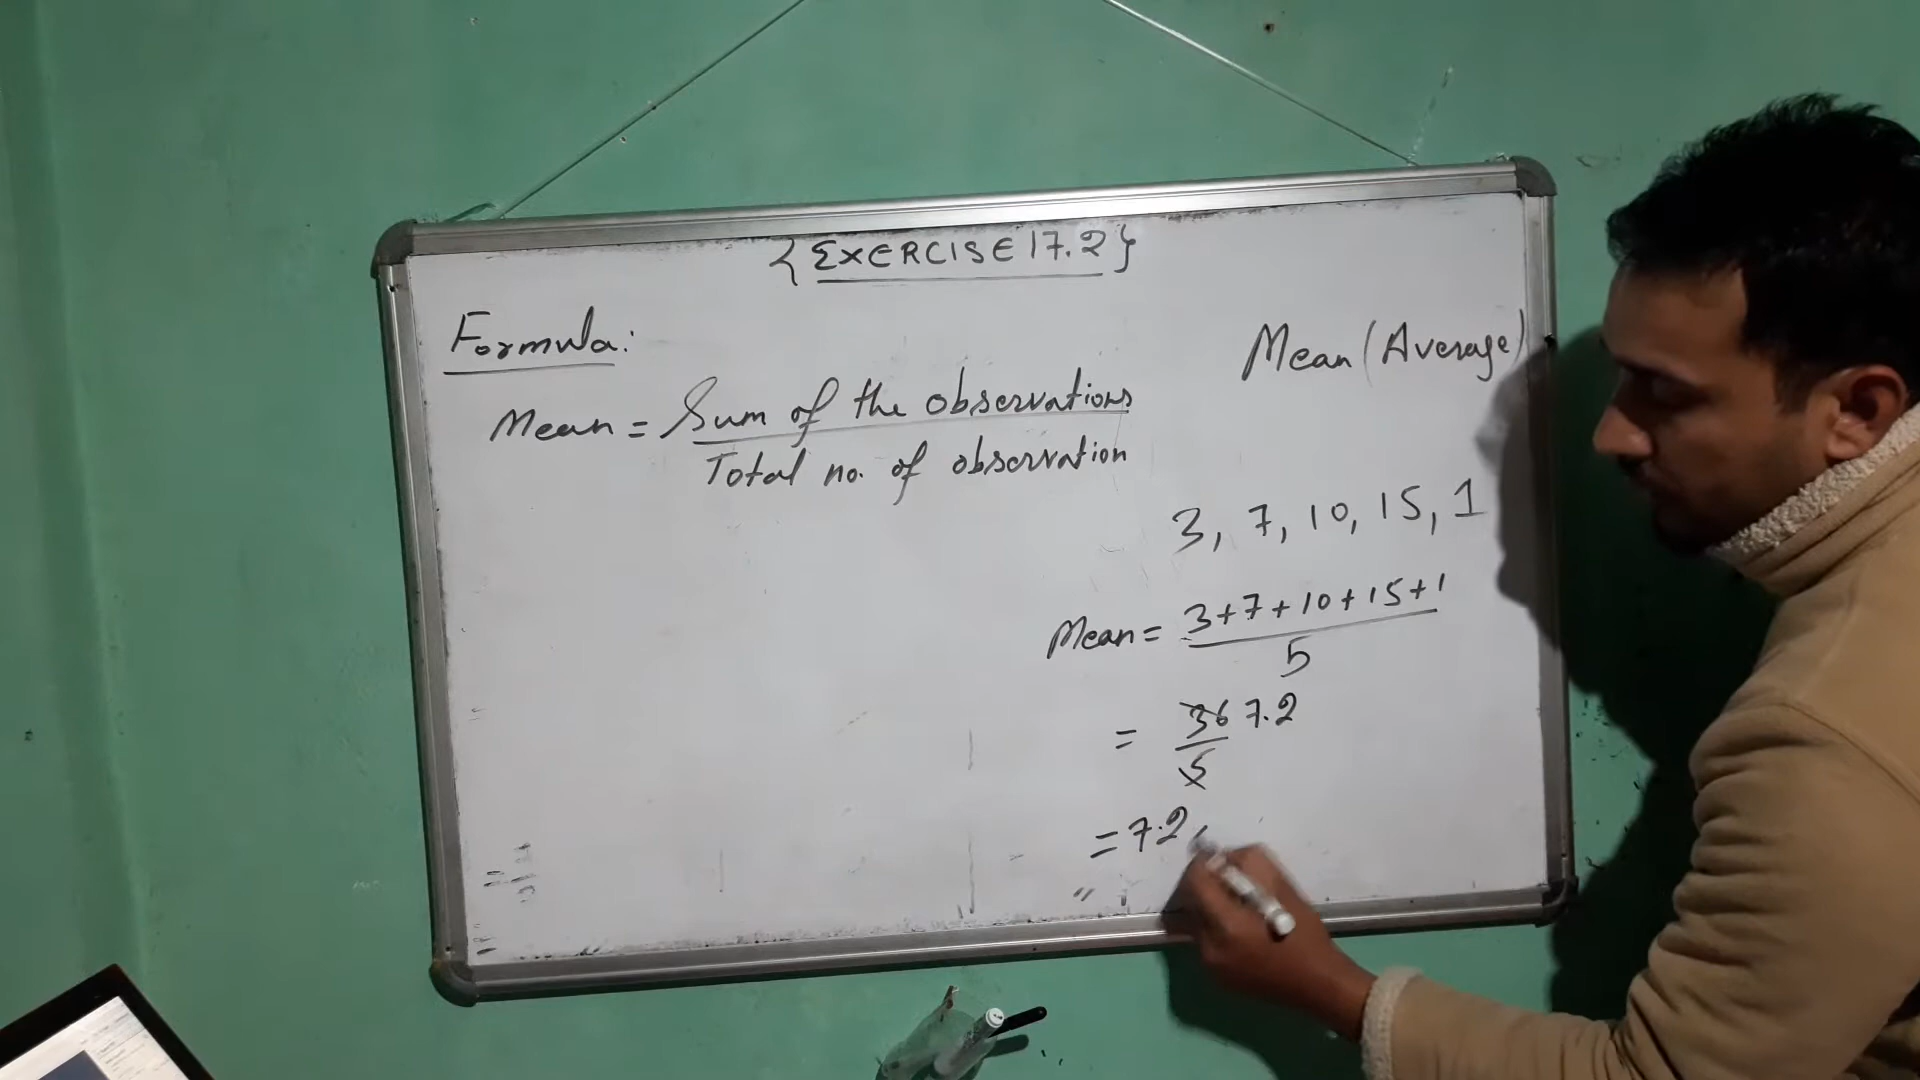 {EXERCISE 17.2}
Formula:
Mean (Average)
Mean = Sum of the observations
Total no. of observation
3, 7, 10, 15, 1
Mean = 3+7+10+15+1
5
= 36 7.2
5
= 7.2